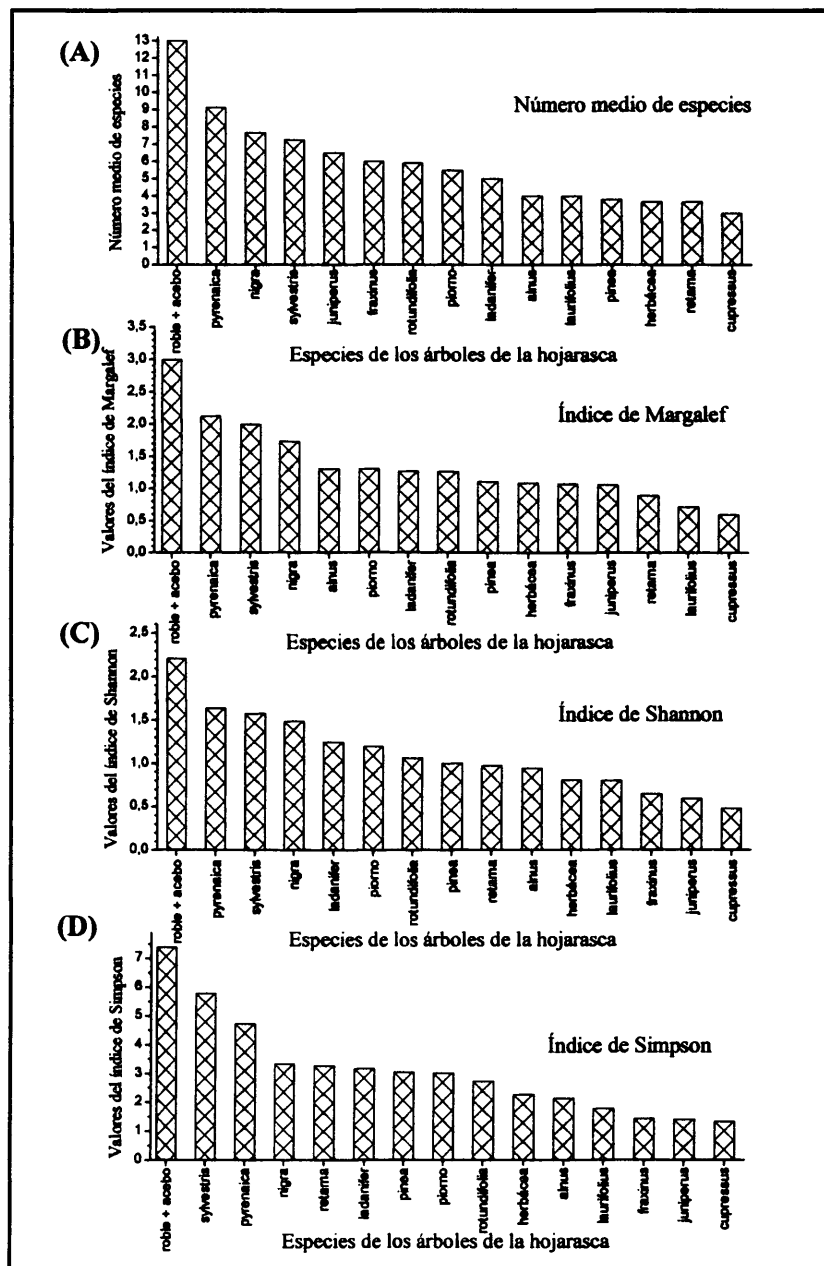 (A)
Número medio de especies
13
12
11
10
9
8
7
6
5
4
3
2
1
0
Número medio de especies
roble + acebo
pyrenaica
nigra
sylvestris
juniperus
fraxinus
rotundifolia
piorno
ladanifer
alnus
laurifolius
pinea
herbácea
retama
cupressus
Especies de los árboles de la hojarasca
(B)
Valores del índice de Margalef
3,5
3,0
2,5
2,0
1,5
1,0
0,5
0,0
Índice de Margalef
roble + acebo
pyrenaica
sylvestris
nigra
alnus
piorno
ladanifer
rotundifolia
pinea
herbácea
fraxinus
juniperus
retama
laurifolius
cupressus
Especies de los árboles de la hojarasca
(C)
Valores del índice de Shannon
2,5
2,0
1,5
1,0
0,5
0,0
Índice de Shannon
roble + acebo
pyrenaica
sylvestris
nigra
ladanifer
piorno
rotundifolia
pinea
retama
alnus
herbácea
laurifolius
fraxinus
juniperus
cupressus
Especies de los árboles de la hojarasca
(D)
Valores del índice de Simpson
7
6
5
4
3
2
1
0
Índice de Simpson
roble + acebo
sylvestris
pyrenaica
nigra
retama
ladanifer
pinea
piorno
rotundifolia
herbácea
alnus
laurifolius
fraxinus
juniperus
cupressus
Especies de los árboles de la hojarasca